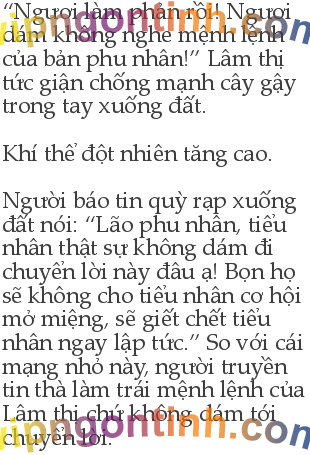 “Ngươi làm phản rồi! Ngươi
dám không nghe mệnh lệnh
của bản phu nhân!” Lâm thị
tức giận chống mạnh cây gậy
trong tay xuống đất.
Khí thế đột nhiên tăng cao.
Người báo tin quỳ rạp xuống
đất nói: “Lão phu nhân, tiểu
nhân thật sự không dám đi
chuyển lời này đâu ạ! Bọn họ
sẽ không cho tiểu nhân cơ hội
mở miệng, sẽ giết chết tiểu
nhân ngay lập tức.” So với cái
mạng nhỏ này, người truyền
tin thà làm trái mệnh lệnh của
Lâm thị chứ không dám tới
chuyển lời.
vipngontinh.com
vipngontinh.com